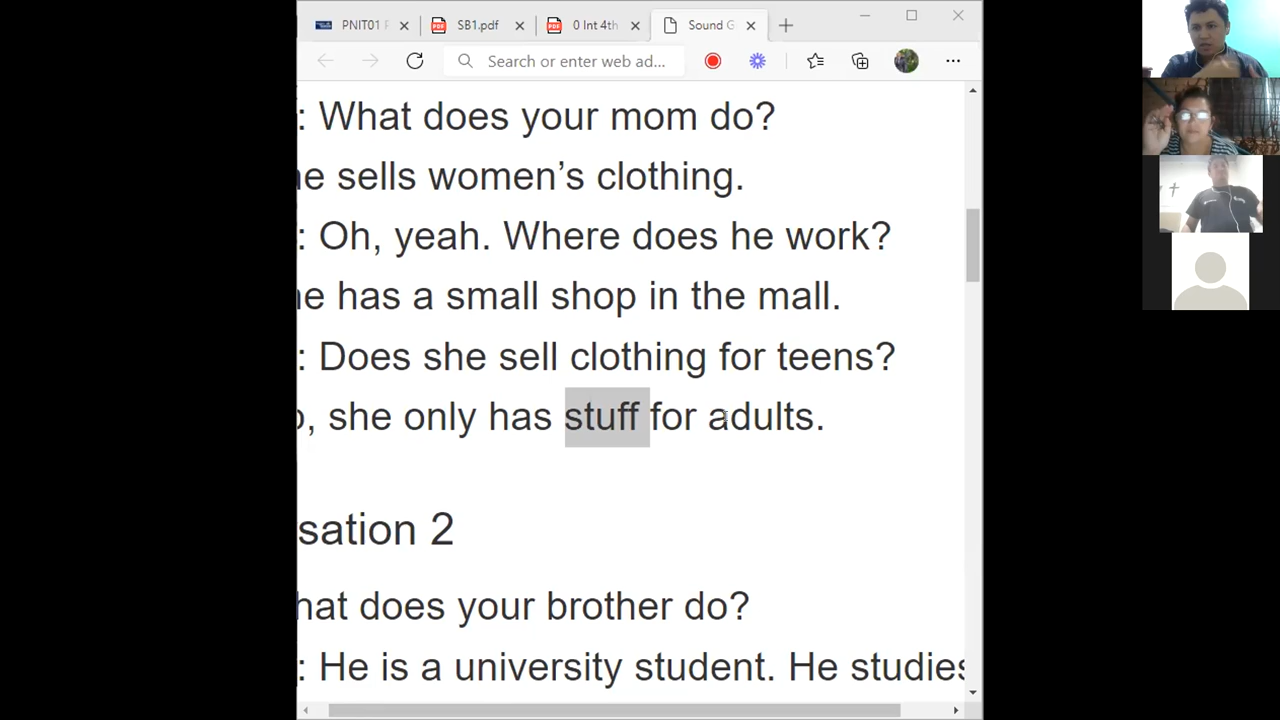 PNIT01 F
SB1.pdf
0 Int 4th
Sound G
Search or enter web ad...
: What does your mom do?
he sells women’s clothing.
: Oh, yeah. Where does he work?
he has a small shop in the mall.
: Does she sell clothing for teens?
o, she only has stuff for adults.
sation 2
hat does your brother do?
: He is a university student. He studies